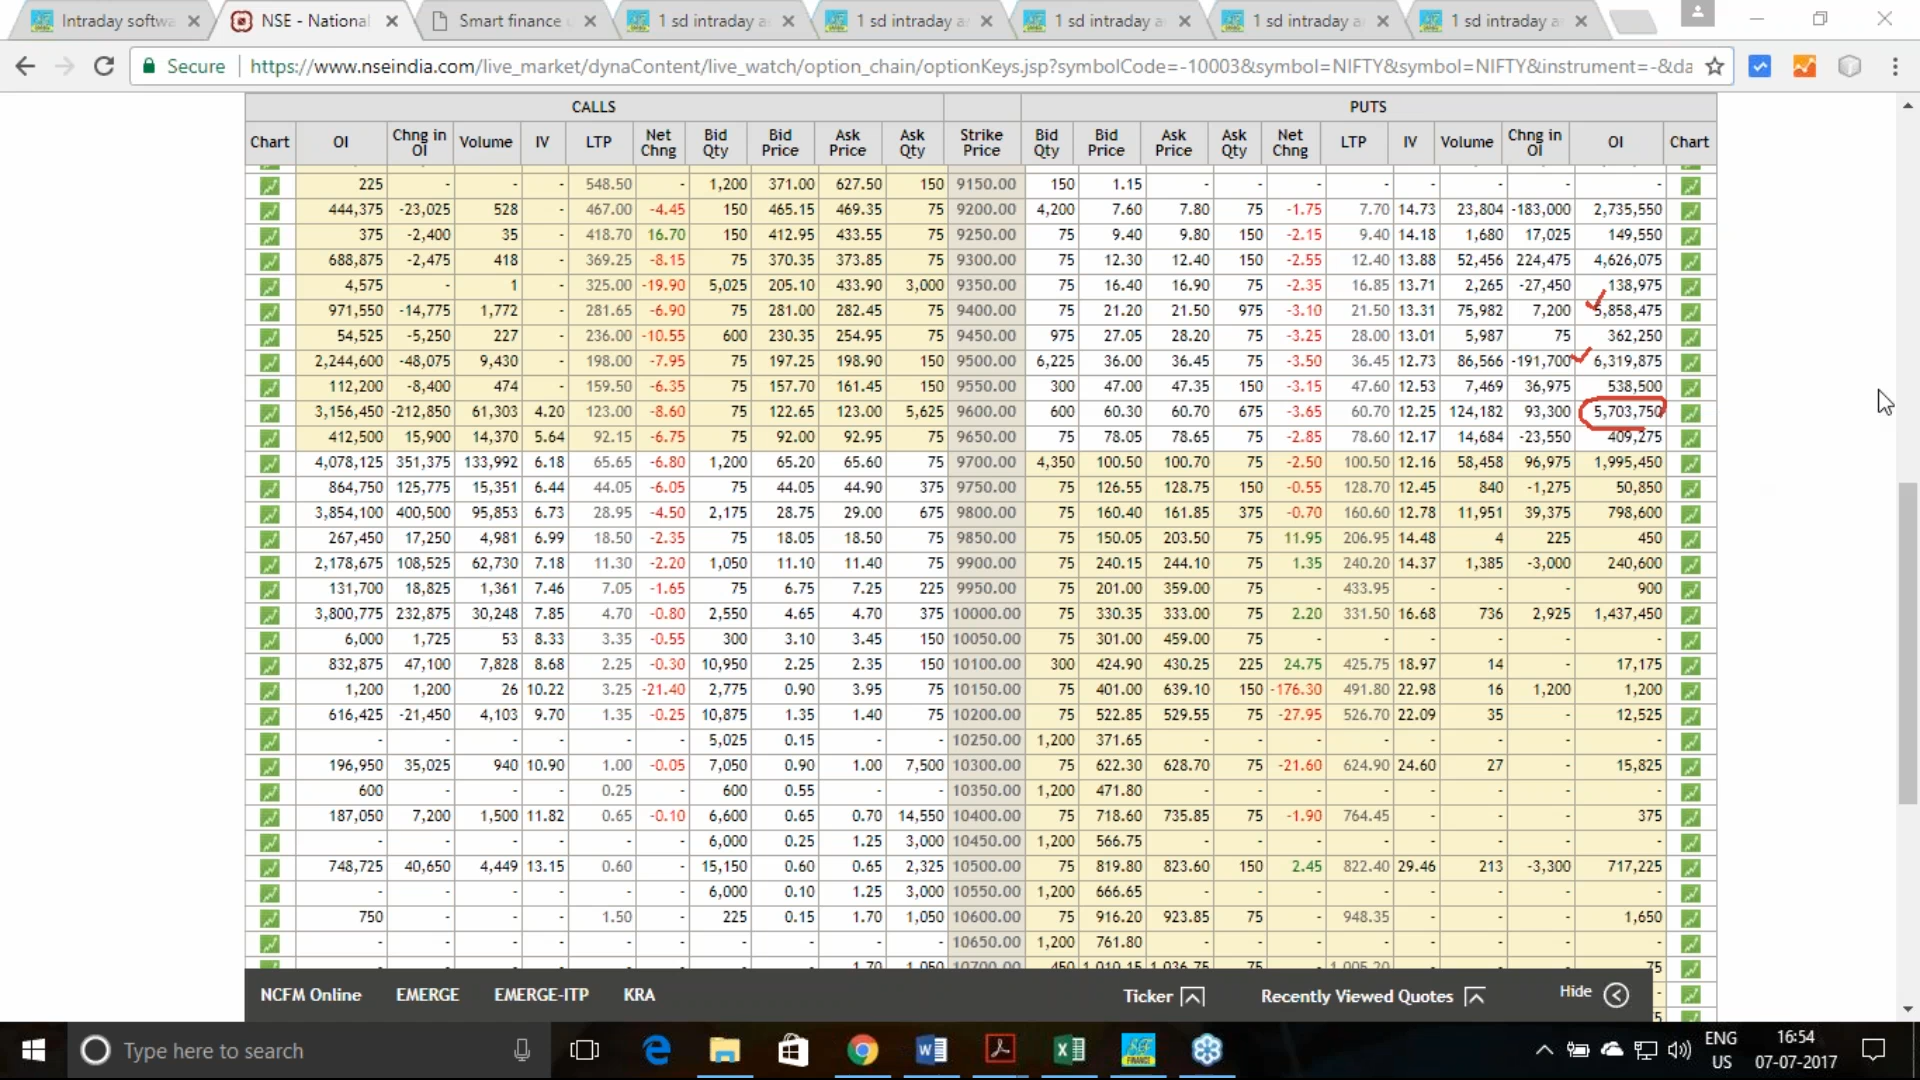 Intraday softwa
NSE - National
Smart finance
1 sd intraday a
1 sd intraday a
1 sd intraday a
1 sd intraday a
1 sd intraday a
Secure https://www.nseindia.com/live_market/dynaContent/live_watch/option_chain/optionKeys.jsp?symbolCode=-10003&symbol=NIFTY&symbol=NIFTY&instrument=-&da
CALLS PUTS
Chart OI Chng in OI Volume IV LTP Net Chng Bid Qty Bid Price Ask Price Ask Qty Strike Price Bid Qty Bid Price Ask Price Ask Qty Net Chng LTP IV Volume Chng in OI OI Chart
225 - - - 548.50 - 1,200 371.00 627.50 150 9150.00 150 1.15 - - - - - - - -
444,375 -23,025 528 - 467.00 -4.45 150 465.15 469.35 75 9200.00 4,200 7.60 7.80 75 -1.75 7.70 14.73 23,804 -183,000 2,735,550
375 -2,400 35 - 418.70 16.70 150 412.95 433.55 75 9250.00 75 9.40 9.80 150 -2.15 9.40 14.18 1,680 17,025 149,550
688,875 -2,475 418 - 369.25 -8.15 75 370.35 373.85 75 9300.00 75 12.30 12.40 150 -2.55 12.40 13.88 52,456 224,475 4,626,075
4,575 - 1 - 325.00 -19.90 5,025 205.10 433.90 3,000 9350.00 75 16.40 16.90 75 -2.35 16.85 13.71 2,265 -27,450 138,975
971,550 -14,775 1,772 - 281.65 -6.90 75 281.00 282.45 75 9400.00 75 21.20 21.50 975 -3.10 21.50 13.31 75,982 7,200 5,858,475
54,525 -5,250 227 - 236.00 -10.55 600 230.35 254.95 75 9450.00 975 27.05 28.20 75 -3.25 28.00 13.01 5,987 75 362,250
2,244,600 -48,075 9,430 - 198.00 -7.95 75 197.25 198.90 150 9500.00 6,225 36.00 36.45 75 -3.50 36.45 12.73 86,566 -191,700 6,319,875
112,200 -8,400 474 - 159.50 -6.35 75 157.70 161.45 150 9550.00 300 47.00 47.35 150 -3.15 47.60 12.53 7,469 36,975 538,500
3,156,450 -212,850 61,303 4.20 123.00 -8.60 75 122.65 123.00 5,625 9600.00 600 60.30 60.70 675 -3.65 60.70 12.25 124,182 93,300 5,703,750
412,500 15,900 14,370 5.64 92.15 -6.75 75 92.00 92.95 75 9650.00 75 78.05 78.65 75 -2.85 78.60 12.17 14,684 -23,550 409,275
4,078,125 351,375 133,992 6.18 65.65 -6.80 1,200 65.20 65.60 75 9700.00 4,350 100.50 100.70 75 -2.50 100.50 12.16 58,458 96,975 1,995,450
864,750 125,775 15,351 6.44 44.05 -6.05 75 44.05 44.90 375 9750.00 75 126.55 128.75 150 -0.55 128.70 12.45 840 -1,275 50,850
3,854,100 400,500 95,853 6.73 28.95 -4.50 2,175 28.75 29.00 675 9800.00 75 160.40 161.85 375 -0.70 160.60 12.78 11,951 39,375 798,600
267,450 17,250 4,981 6.99 18.50 -2.35 75 18.05 18.50 75 9850.00 75 150.05 203.50 75 11.95 206.95 14.48 4 225 450
2,178,675 108,525 62,730 7.18 11.30 -2.20 1,050 11.10 11.40 75 9900.00 75 240.15 244.10 75 1.35 240.20 14.37 1,385 -3,000 240,600
131,700 18,825 1,361 7.46 7.05 -1.65 75 6.75 7.25 225 9950.00 75 201.00 359.00 75 - 433.95 - - - 900
3,800,775 232,875 30,248 7.85 4.70 -0.80 2,550 4.65 4.70 375 10000.00 75 330.35 333.00 75 2.20 331.50 16.68 736 2,925 1,437,450
6,000 1,725 53 8.33 3.35 -0.55 300 3.10 3.45 150 10050.00 75 301.00 459.00 75 - - - - - -
832,875 47,100 7,828 8.68 2.25 -0.30 10,950 2.25 2.35 150 10100.00 300 424.90 430.25 225 24.75 425.75 18.97 14 - 17,175
1,200 1,200 26 10.22 3.25 -21.40 2,775 0.90 3.95 75 10150.00 75 401.00 639.10 150 -176.30 491.80 22.98 16 1,200 1,200
616,425 -21,450 4,103 9.70 1.35 -0.25 10,875 1.35 1.40 75 10200.00 75 522.85 529.55 75 -27.95 526.70 22.09 35 - 12,525
- - - - - - 5,025 0.15 - - 10250.00 1,200 371.65 - - - - - - - -
196,950 35,025 940 10.90 1.00 -0.05 7,050 0.90 1.00 7,500 10300.00 75 622.30 628.70 75 -21.60 624.90 24.60 27 - 15,825
600 - - - 0.25 - 600 0.55 - - 10350.00 1,200 471.80 - - - - - - - -
187,050 7,200 1,500 11.82 0.65 -0.10 6,600 0.65 0.70 14,550 10400.00 75 718.60 735.85 75 -1.90 764.45 - - - 375
- - - - - - 6,000 0.25 1.25 3,000 10450.00 1,200 566.75 - - - - - - - -
748,725 40,650 4,449 13.15 0.60 - 15,150 0.60 0.65 2,325 10500.00 75 819.80 823.60 150 2.45 822.40 29.46 213 -3,300 717,225
- - - - - - 6,000 0.10 1.25 3,000 10550.00 1,200 666.65 - - - - - - - -
750 - - - 1.50 - 225 0.15 1.70 1,050 10600.00 75 916.20 923.85 75 - 948.35 - - - 1,650
- - - - - - - - - - 10650.00 1,200 761.80 - - - - - - - -
1.70 1,050 10700.00 450 1,010.15 1,036.75 75 - 1,005.20 - - - 75
NCFM Online EMERGE EMERGE-ITP KRA Ticker Recently Viewed Quotes Hide
Type here to search
ENG
US
16:54
07-07-2017